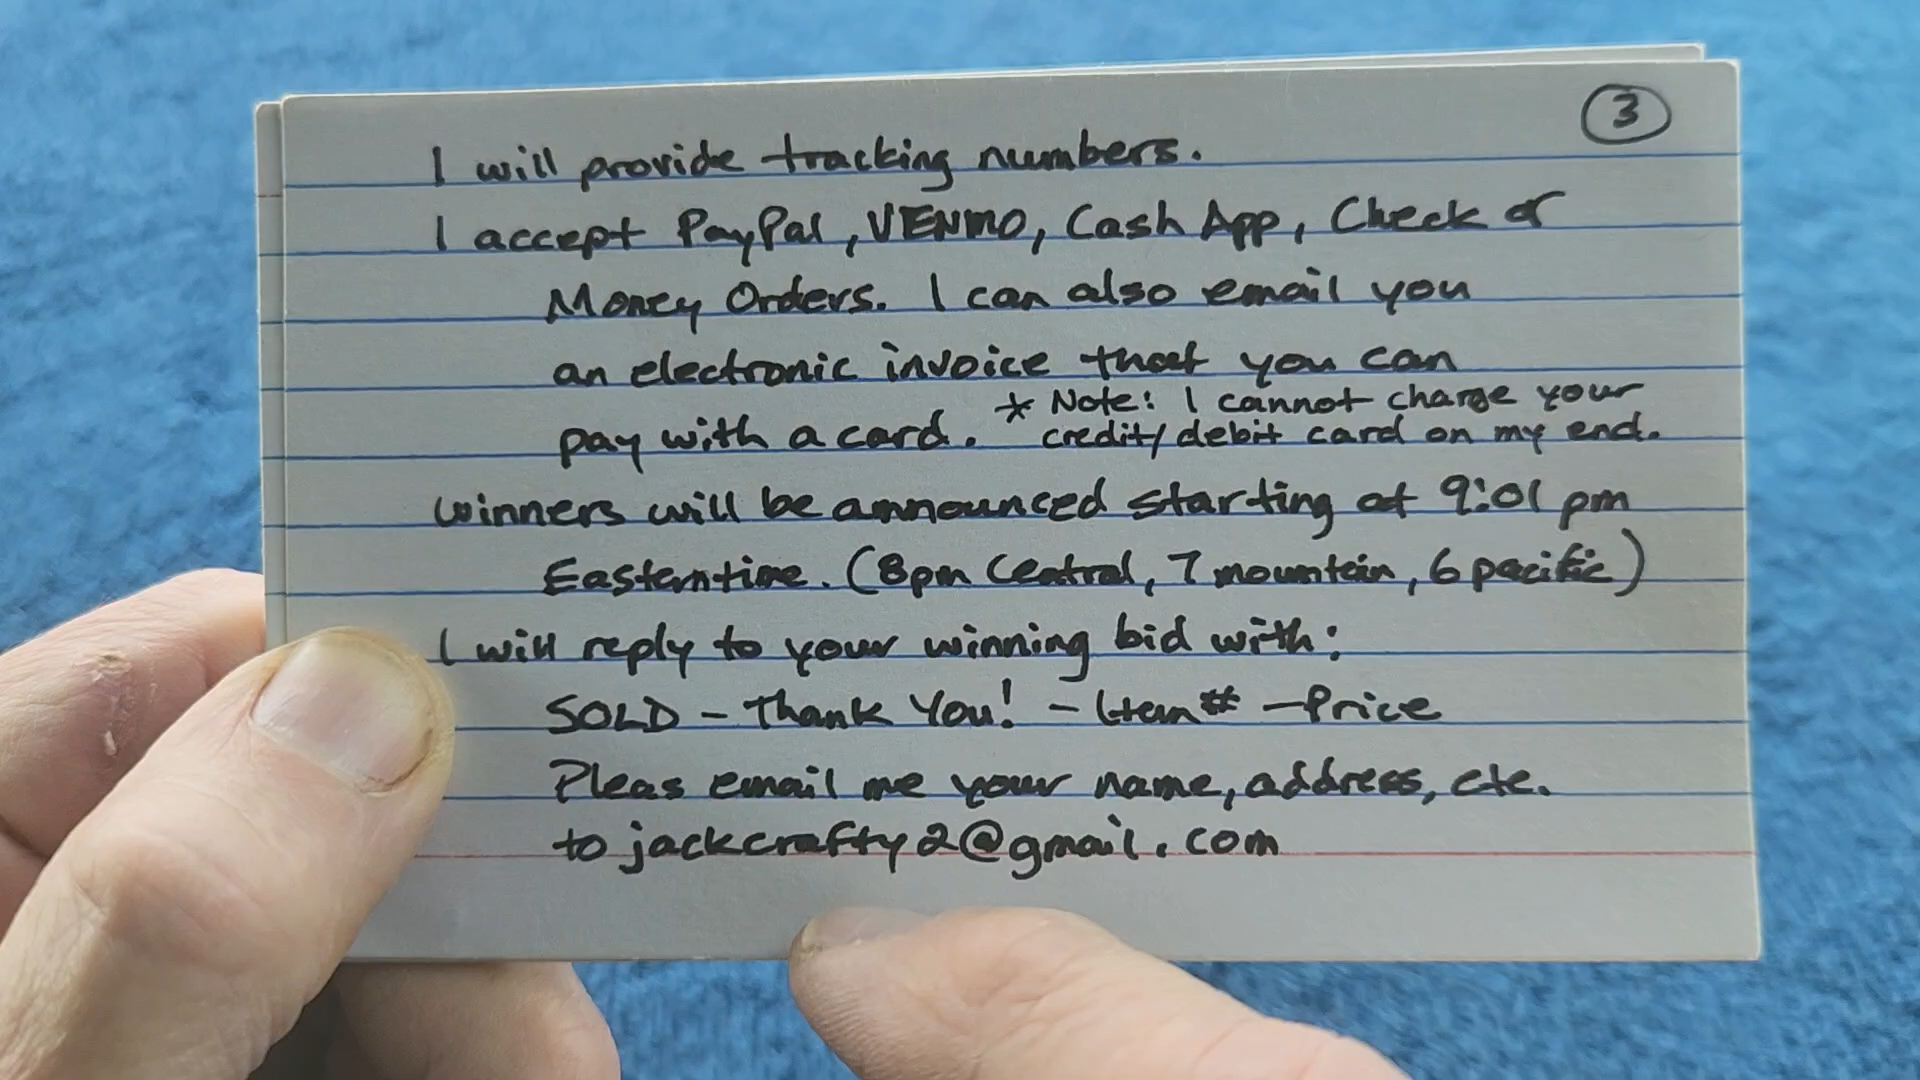 3
I will provide tracking numbers.
I accept PayPal, VENMO, Cash App, Check or
Money Orders. I can also email you
an electronic invoice that you can
pay with a card. * Note: I cannot charge your
credit/debit card on my end.
Winners will be announced starting at 9:01 pm
Eastern time. (8pm Central, 7 mountain, 6 pacific)
I will reply to your winning bid with:
SOLD - Thank You! - Item # - Price
Pleas email me your name, address, etc.
to jackcrafty2@gmail.com